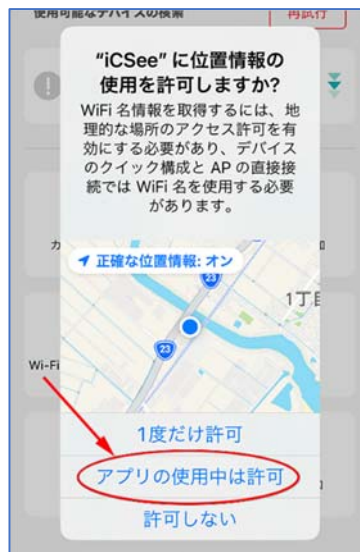 使用可能なデバイスの検索
再試行
“iCSee”に位置情報の
使用を許可しますか?
WiFi 名情報を取得するには、地
理的な場所のアクセス許可を有
効にする必要があり、デバイス
のクイック構成と AP の直接接
続では WiFi 名を使用する必要
があります。
カ
正確な位置情報: オン
23
1丁目
23
Wi-Fi
1度だけ許可
アプリの使用中は許可
許可しない